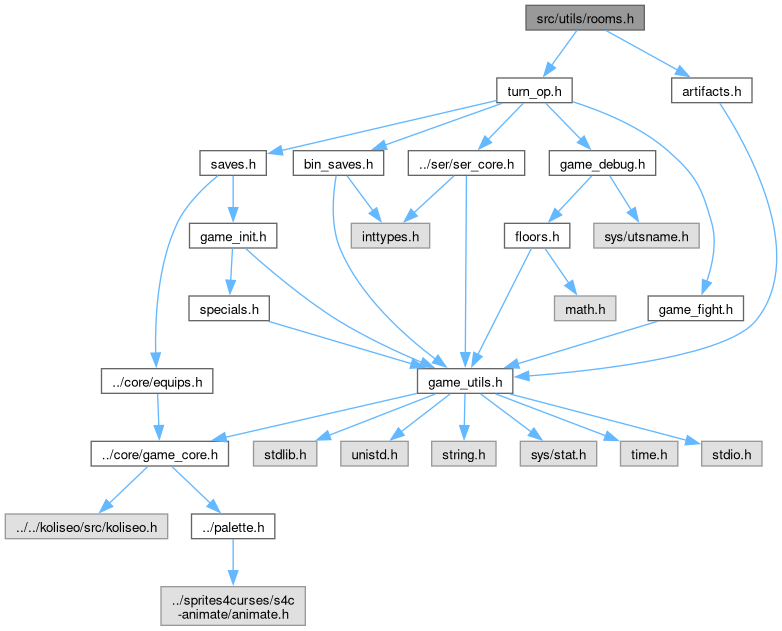 src/utils/rooms.h
turn_op.h
artifacts.h
saves.h
bin_saves.h
../ser/ser_core.h
game_debug.h
game_init.h
inttypes.h
floors.h
sys/utsname.h
specials.h
math.h
game_fight.h
../core/equips.h
game_utils.h
../core/game_core.h
stdlib.h
unistd.h
string.h
sys/stat.h
time.h
stdio.h
../../koliseo/src/koliseo.h
../palette.h
../sprites4curses/s4c
-animate/animate.h